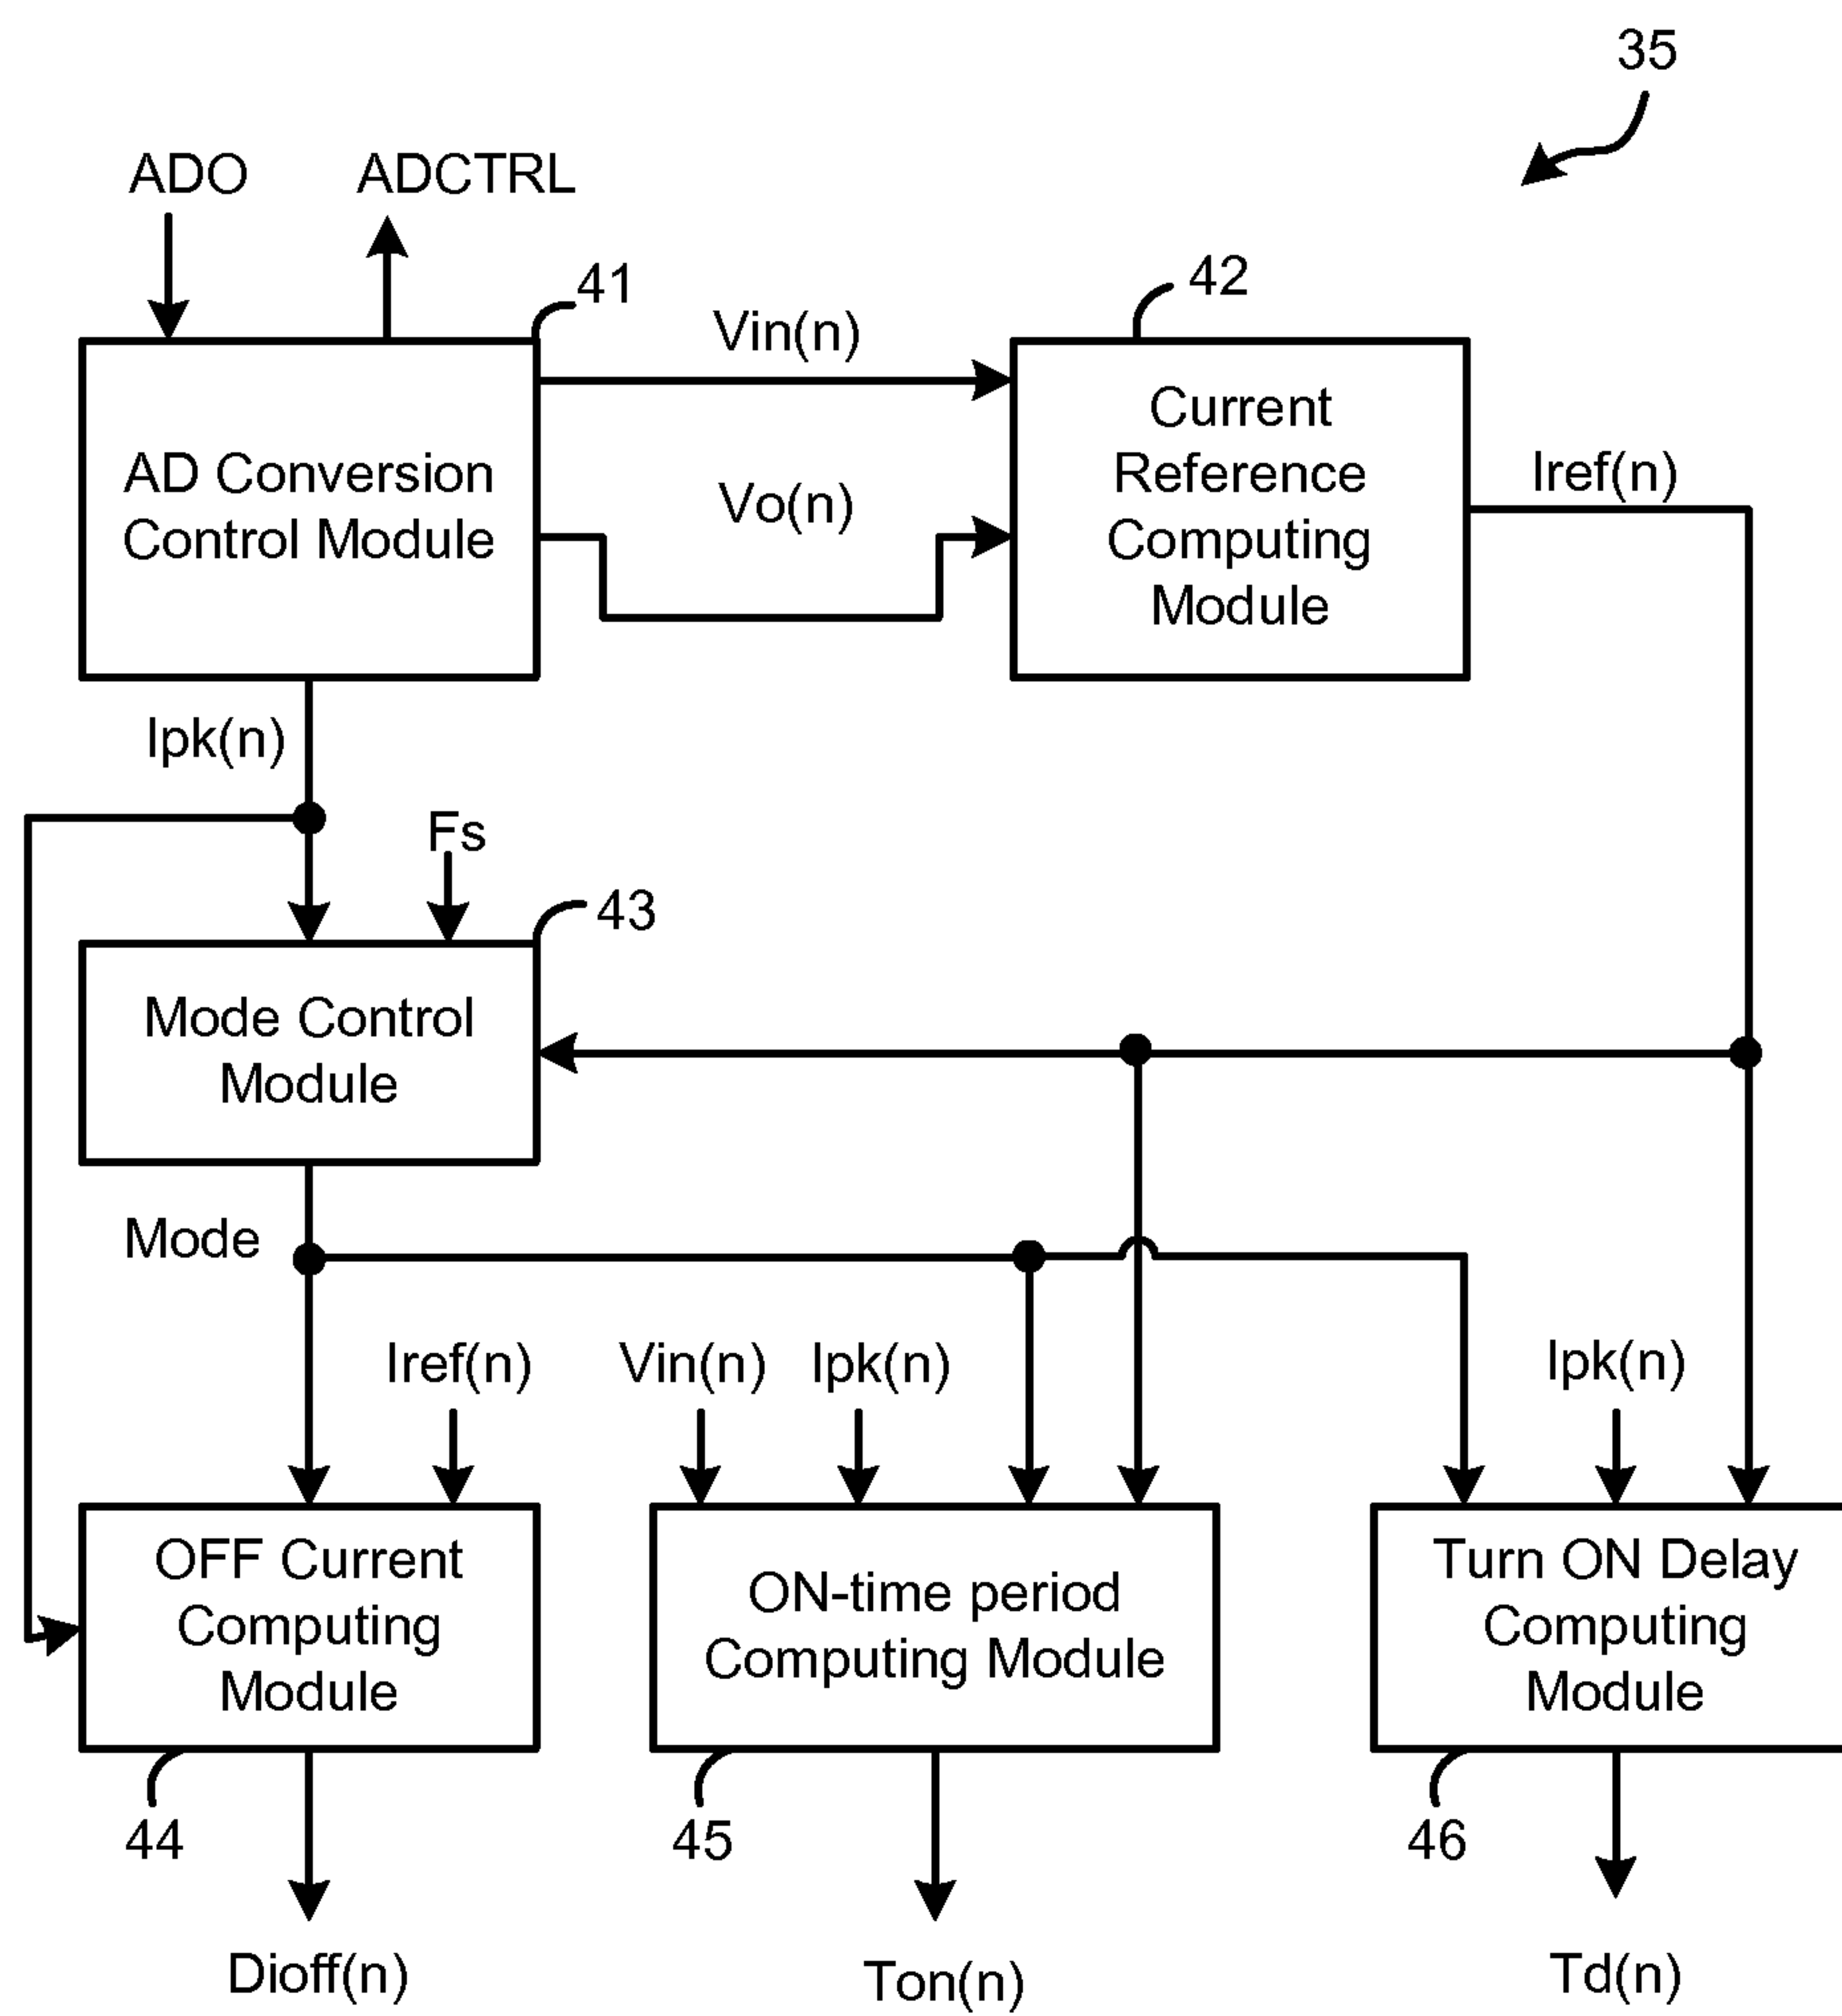 35
ADO
ADCTRL
41
42
Vin(n)
Vo(n)
AD Conversion
Control Module
Current
Reference
Computing
Module
Iref(n)
Ipk(n)
Fs
43
Mode Control
Module
Mode
Iref(n)
Vin(n)
Ipk(n)
Ipk(n)
OFF Current
Computing
Module
ON-time period
Computing Module
Turn ON Delay
Computing
Module
44
45
46
Dioff(n)
Ton(n)
Td(n)